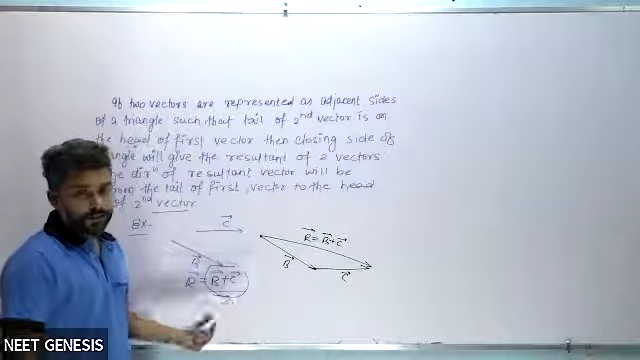 If two vectors are represented as adjacent sides
of a triangle such that tail of 2nd vector is on
the head of first vector then closing side of
angle will give the resultant of 2 vectors
dirn of resultant vector will be
from the tail of first vector to the head
of 2nd vector
Ex.
C⃗
B⃗
R⃗ = B⃗+C⃗
R⃗ = B⃗+C⃗
B⃗
C⃗
NEET GENESIS